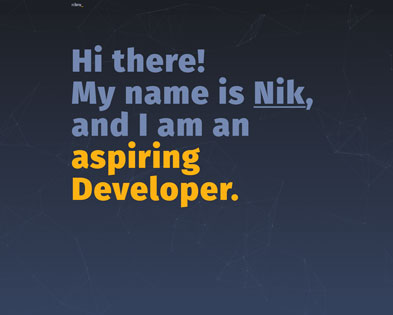 Hi there!
My name is Nik,
and I am an
aspiring
Developer.